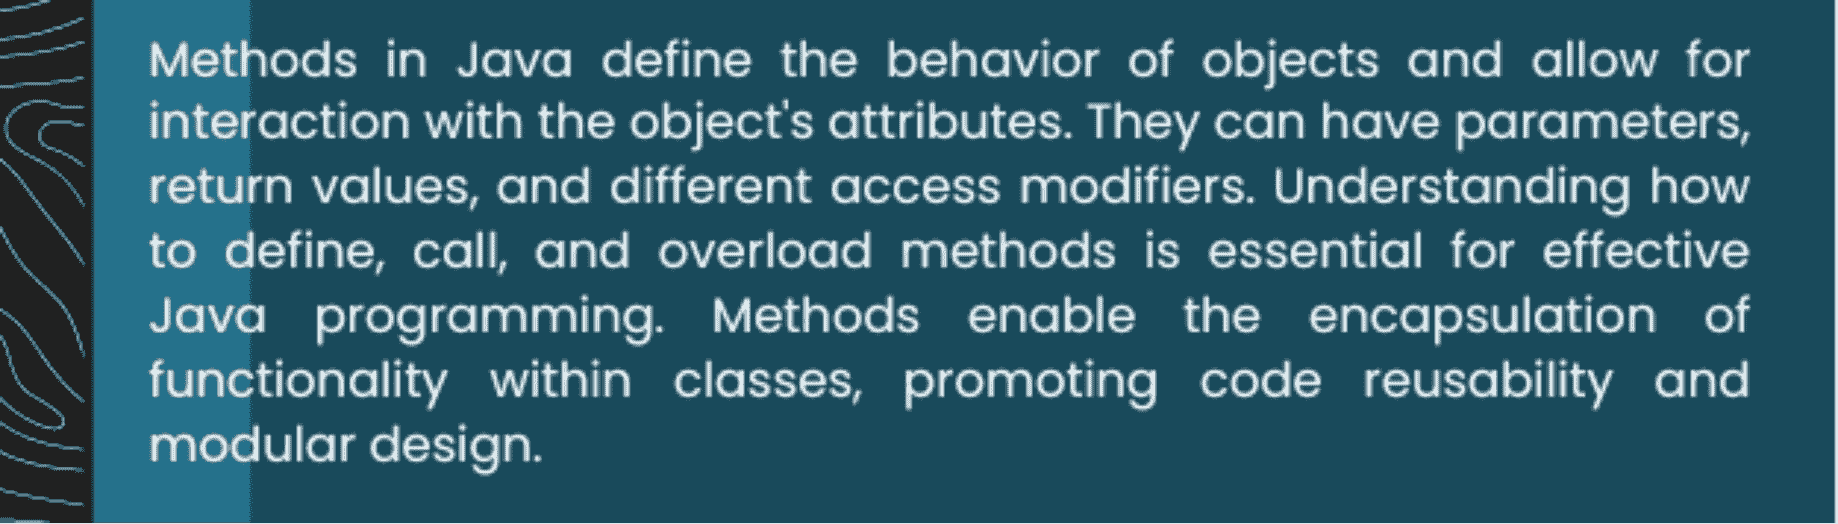 Methods in Java define the behavior of objects and allow for
interaction with the object's attributes. They can have parameters,
return values, and different access modifiers. Understanding how
to define, call, and overload methods is essential for effective
Java programming. Methods enable the encapsulation of
functionality within classes, promoting code reusability and
modular design.